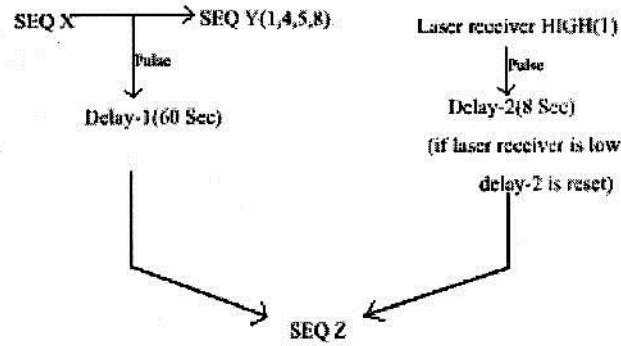 SEQ X
SEQ Y(1,4,5,8)
Pulse
Delay-1(60 Sec)
Laser receiver HIGH(1)
Pulse
Delay-2(8 Sec)
(if laser receiver is low
delay-2 is reset)
SEQ Z